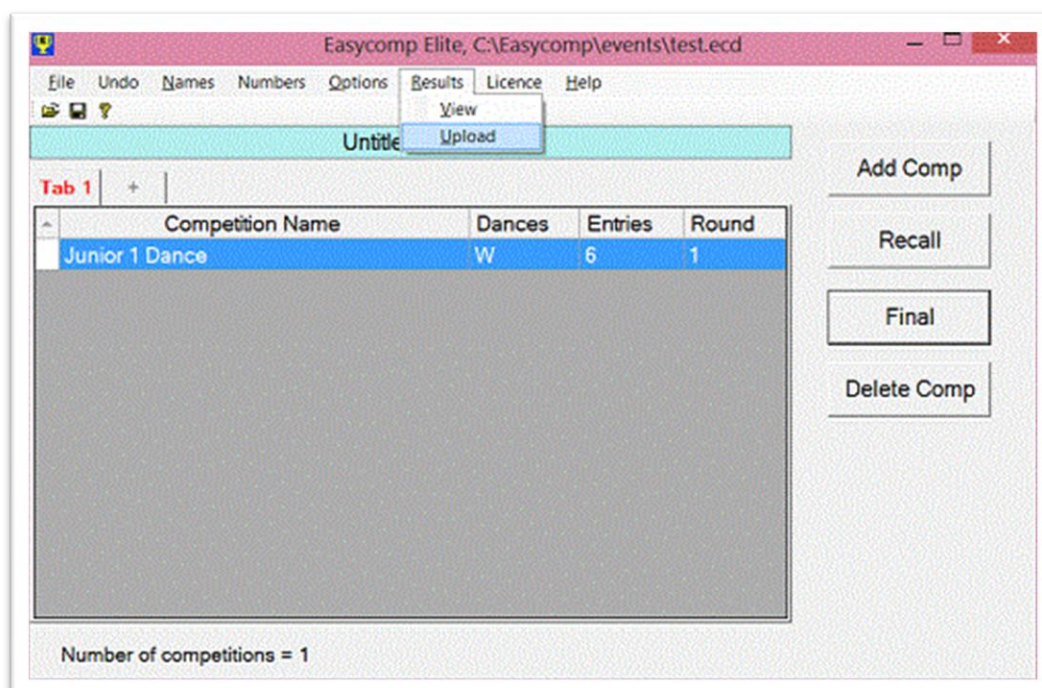 Easycomp Elite, C:\Easycomp\events\test.ecd
File Undo Names Numbers Options Results Licence Help
View
Upload
Untitle
Tab 1 +
Competition Name Dances Entries Round
Junior 1 Dance W 6 1
Add Comp
Recall
Final
Delete Comp
Number of competitions = 1